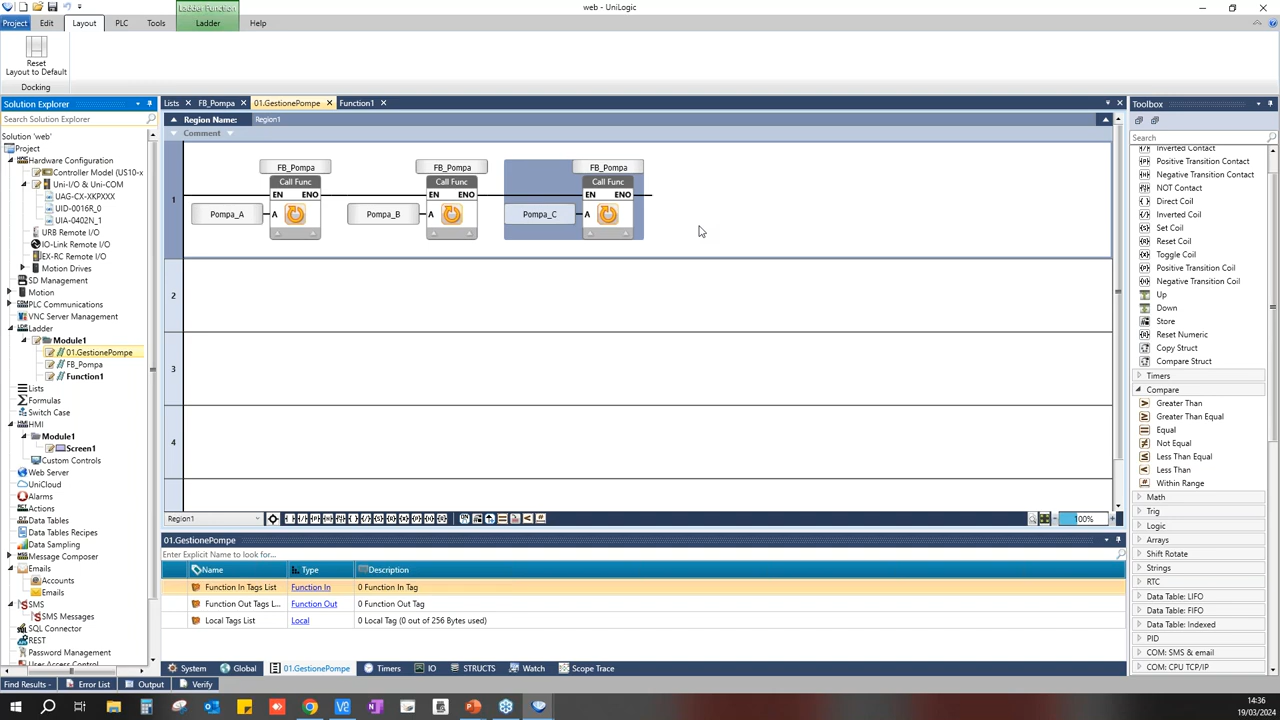 web - UniLogic
Ladder Function
Project Edit Layout PLC Tools Ladder Help
Reset
Layout to Default
Docking
Solution Explorer
Search Solution Explorer
Solution 'web'
Project
Hardware Configuration
Controller Model (US10-x
Uni-I/O & Uni-COM
UAG-CX-XKPXXX
UID-0016R_0
UIA-0402N_1
URB Remote I/O
IO-Link Remote I/O
EX-RC Remote I/O
Motion Drives
SD Management
Motion
PLC Communications
VNC Server Management
Ladder
Module1
01.GestionePompe
FB_Pompa
Function1
Lists
Formulas
Switch Case
HMI
Module1
Screen1
Custom Controls
Web Server
UniCloud
Alarms
Actions
Data Tables
Data Tables Recipes
Data Sampling
Message Composer
Emails
Accounts
Emails
SMS
SMS Messages
SQL Connector
REST
Password Management
User Access Control
Lists FB_Pompa 01.GestionePompe Function1
Region Name: Region1
Comment
1
FB_Pompa FB_Pompa FB_Pompa
Call Func Call Func Call Func
EN ENO EN ENO EN ENO
Pompa_A A Pompa_B A Pompa_C A
2
3
4
Region1
100%
01.GestionePompe
Enter Explicit Name to look for...
Name Type Description
Function In Tags List Function In 0 Function In Tag
Function Out Tags L... Function Out 0 Function Out Tag
Local Tags List Local 0 Local Tag (0 out of 256 Bytes used)
System Global 01.GestionePompe Timers IO STRUCTS Watch Scope Trace
Toolbox
Search
Inverted Contact
Positive Transition Contact
Negative Transition Contact
NOT Contact
Direct Coil
Inverted Coil
Set Coil
Reset Coil
Toggle Coil
Positive Transition Coil
Negative Transition Coil
Up
Down
Store
Reset Numeric
Copy Struct
Compare Struct
Timers
Compare
Greater Than
Greater Than Equal
Equal
Not Equal
Less Than Equal
Less Than
Within Range
Math
Trig
Logic
Arrays
Shift Rotate
Strings
RTC
Data Table: LIFO
Data Table: FIFO
Data Table: Indexed
PID
COM: SMS & email
COM: TCP/IP
Find Results - Error List Output Verify
14:36
19/03/2024